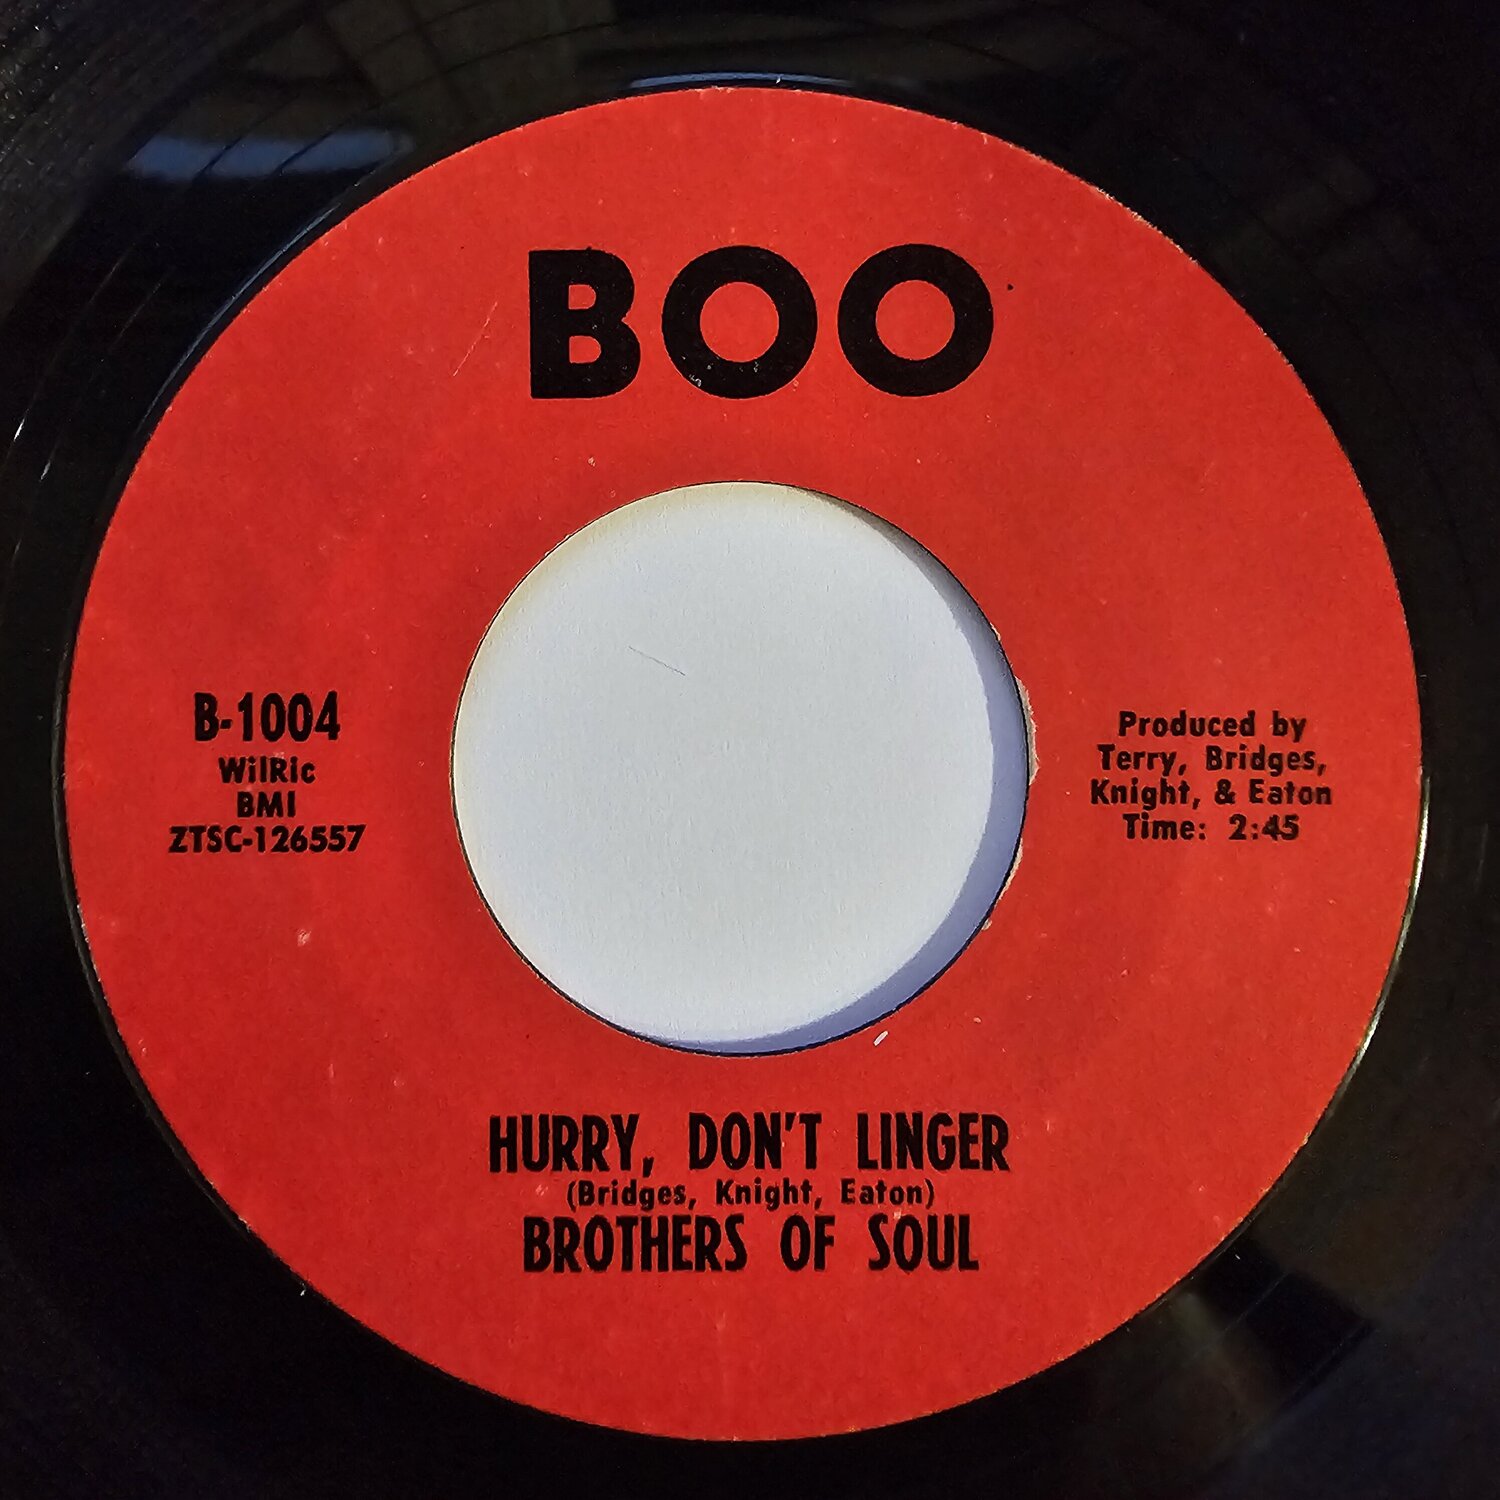 BOO
B-1004
WilRic
BMI
ZTSC-126557
Produced by
Terry, Bridges,
Knight, & Eaton
Time: 2:45
HURRY, DON'T LINGER
(Bridges, Knight, Eaton)
BROTHERS OF SOUL